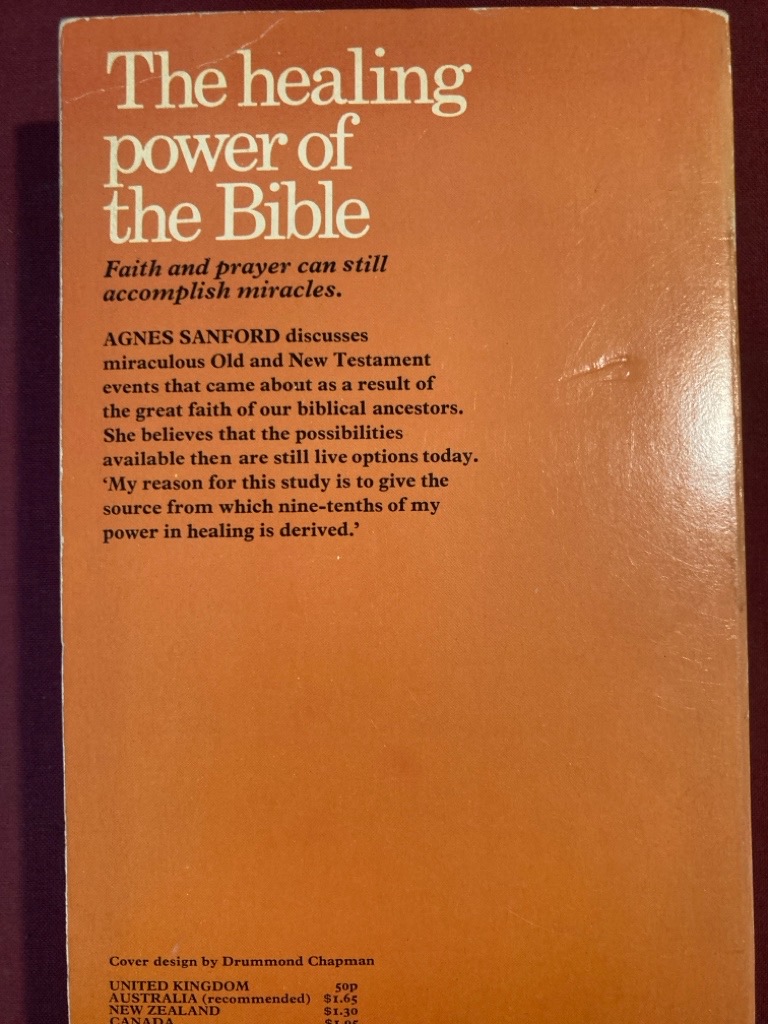 The healing
power of
the Bible
Faith and prayer can still
accomplish miracles.
AGNES SANFORD discusses
miraculous Old and New Testament
events that came about as a result of
the great faith of our biblical ancestors.
She believes that the possibilities
available then are still live options today.
‘My reason for this study is to give the
source from which nine-tenths of my
power in healing is derived.’
Cover design by Drummond Chapman
UNITED KINGDOM 50p
AUSTRALIA (recommended) $1.65
NEW ZEALAND $1.30
CANADA